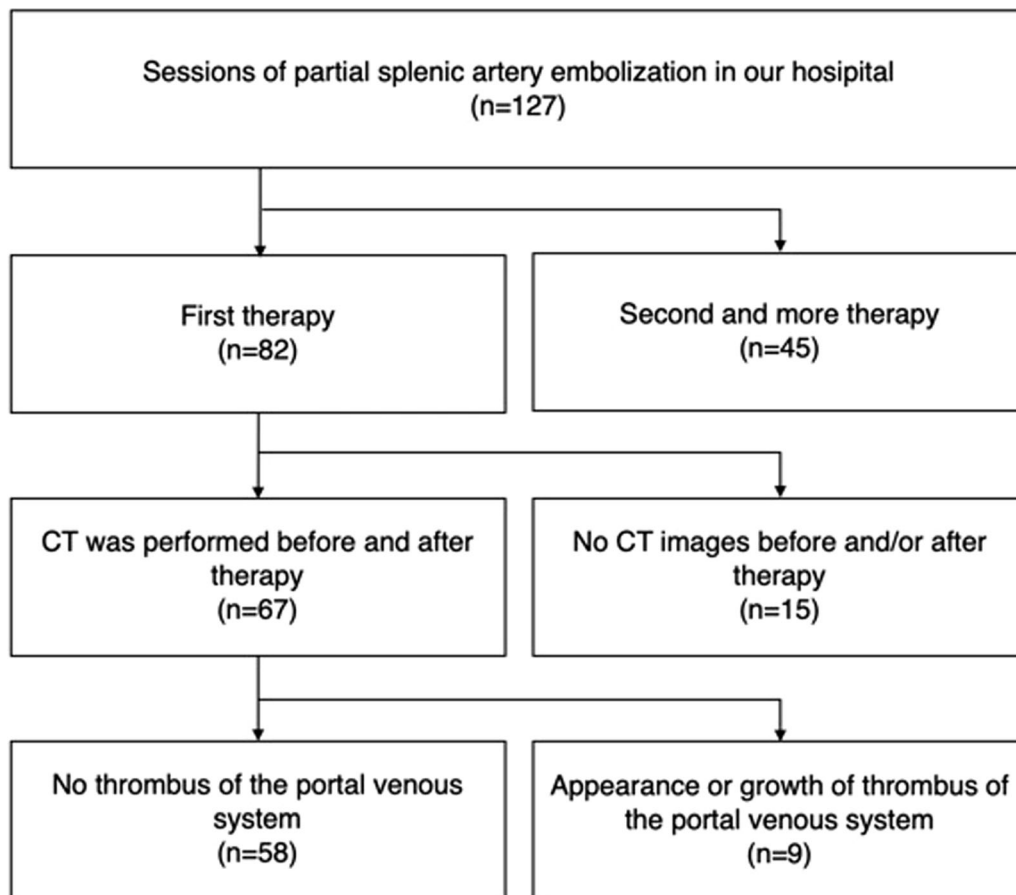 Sessions of partial splenic artery embolization in our hosipital
(n=127)
First therapy
(n=82)
Second and more therapy
(n=45)
CT was performed before and after
therapy
(n=67)
No CT images before and/or after
therapy
(n=15)
No thrombus of the portal venous
system
(n=58)
Appearance or growth of thrombus of
the portal venous system
(n=9)